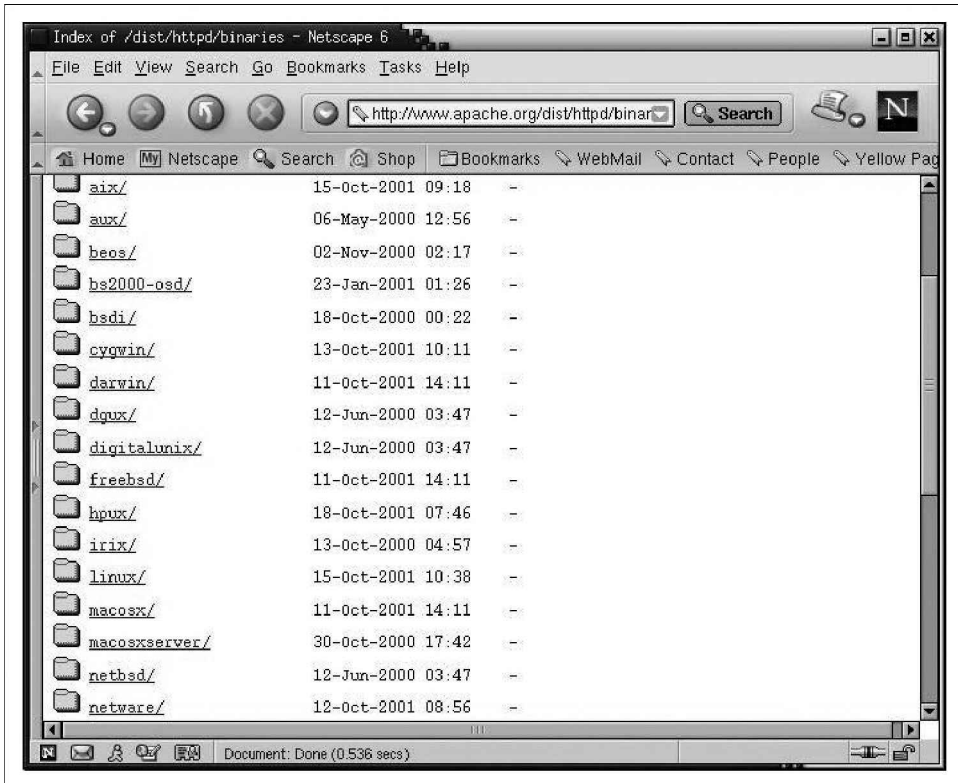 Index of /dist/httpd/binaries - Netscape 6
File Edit View Search Go Bookmarks Tasks Help
http://www.apache.org/dist/httpd/binar Search N
Home My Netscape Search Shop Bookmarks WebMail Contact People Yellow Pag
aix/ 15-Oct-2001 09:18 -
aux/ 06-May-2000 12:56 -
beos/ 02-Nov-2000 02:17 -
bs2000-osd/ 23-Jan-2001 01:26 -
bsdi/ 18-Oct-2000 00:22 -
cygwin/ 13-Oct-2001 10:11 -
darwin/ 11-Oct-2001 14:11 -
dgux/ 12-Jun-2000 03:47 -
digitalunix/ 12-Jun-2000 03:47 -
freebsd/ 11-Oct-2001 14:11 -
hpux/ 18-Oct-2001 07:46 -
irix/ 13-Oct-2000 04:57 -
linux/ 15-Oct-2001 10:38 -
macosx/ 11-Oct-2001 14:11 -
macosxserver/ 30-Oct-2000 17:42 -
netbsd/ 12-Jun-2000 03:47 -
netware/ 12-Oct-2001 08:56 -
N Document: Done (0.536 secs)